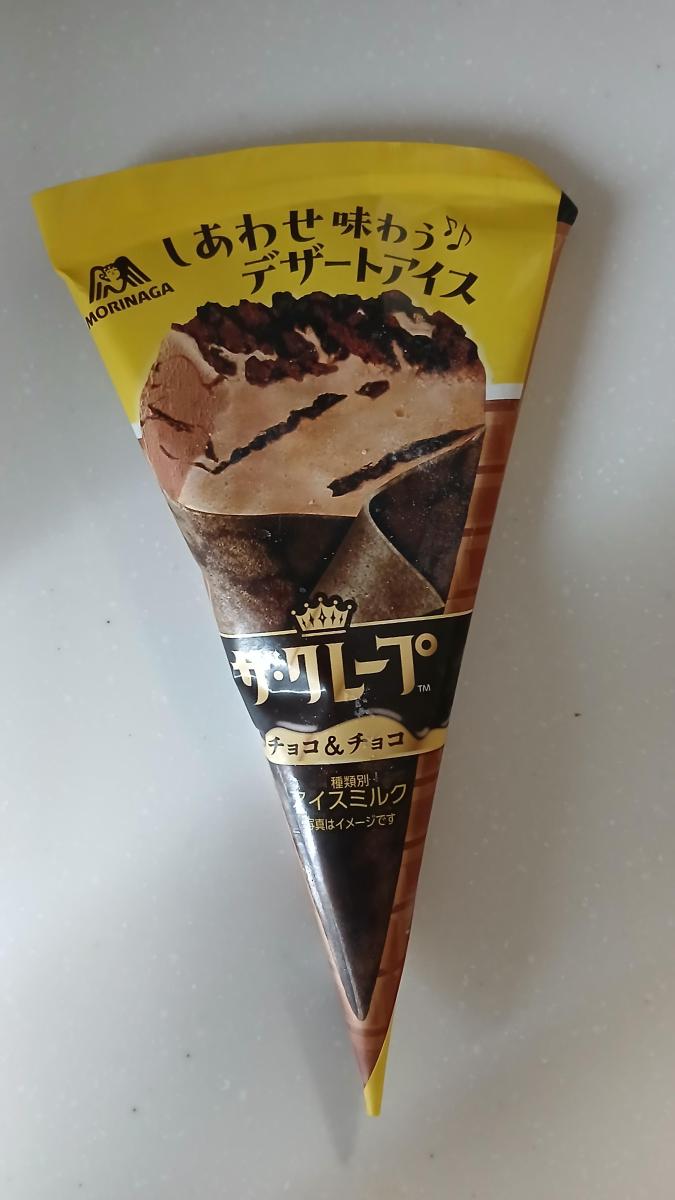 しあわせ味わう♪♪
デザートアイス
MORINAGA
ザ・クレープ™
チョコ&チョコ
種類別
アイスミルク
写真はイメージです